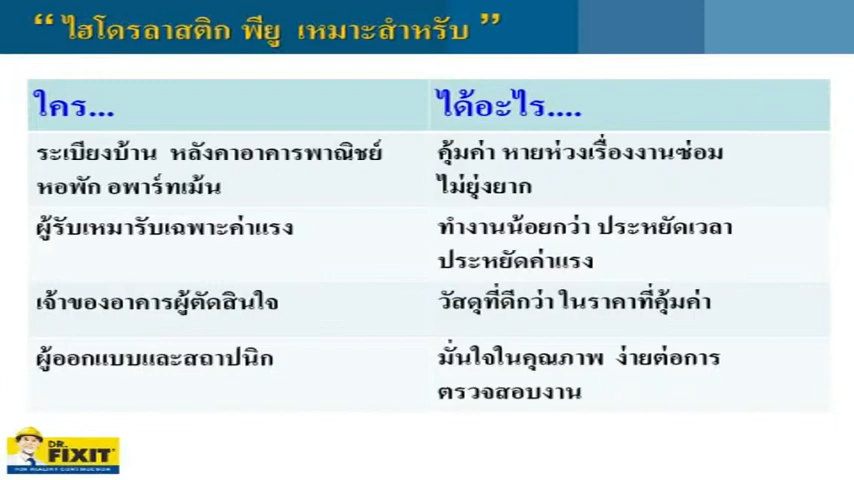 “ ไฮโดรลาสติก พียู เหมาะสำหรับ ”
ใคร...
ได้อะไร....
ระเบียงบ้าน หลังคาอาคารพาณิชย์
หอพัก อพาร์ทเม้น
คุ้มค่า หายห่วงเรื่องงานซ่อม
ไม่ยุ่งยาก
ผู้รับเหมารับเฉพาะค่าแรง
ทำงานน้อยกว่า ประหยัดเวลา
ประหยัดค่าแรง
เจ้าของอาคารผู้ตัดสินใจ
วัสดุที่ดีกว่า ในราคาที่คุ้มค่า
ผู้ออกแบบและสถาปนิก
มั่นใจในคุณภาพ ง่ายต่อการ
ตรวจสอบงาน
DR.
FIXIT